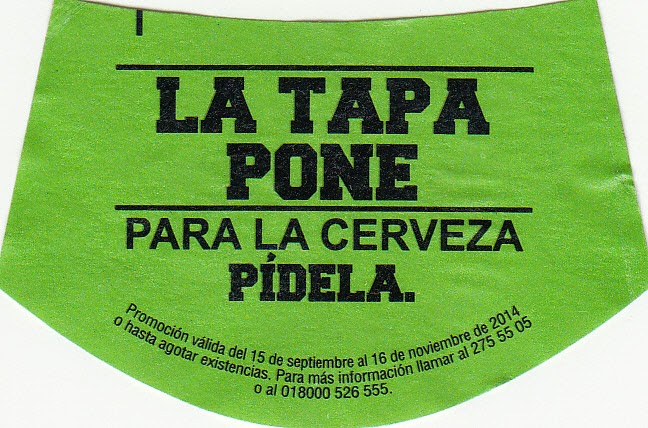 LA TAPA
PONE
PARA LA CERVEZA
PÍDELA.
Promoción válida del 15 de septiembre al 16 de noviembre de 2014
o hasta agotar existencias. Para más información llamar al 275 55 05
o al 018000 526 555.